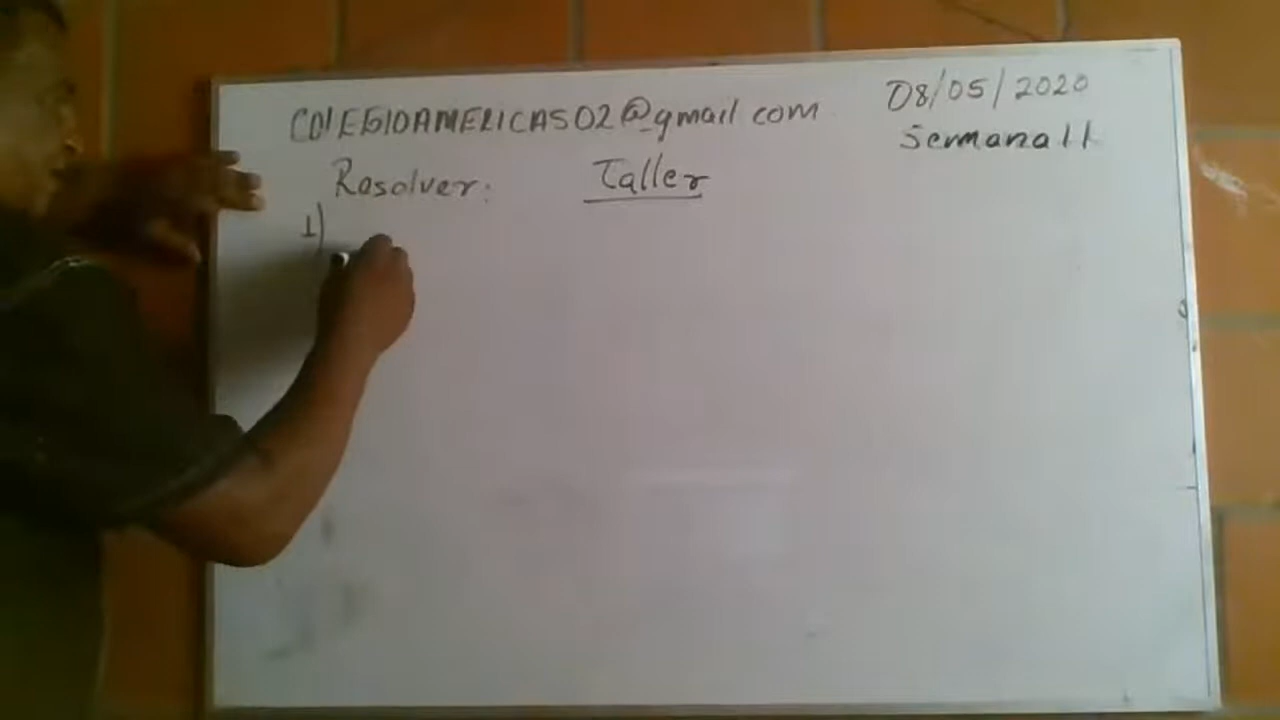 COlEGIOAMERICAS02@gmail com
08/05/2020
Semana 11
Resolver: Taller
1)